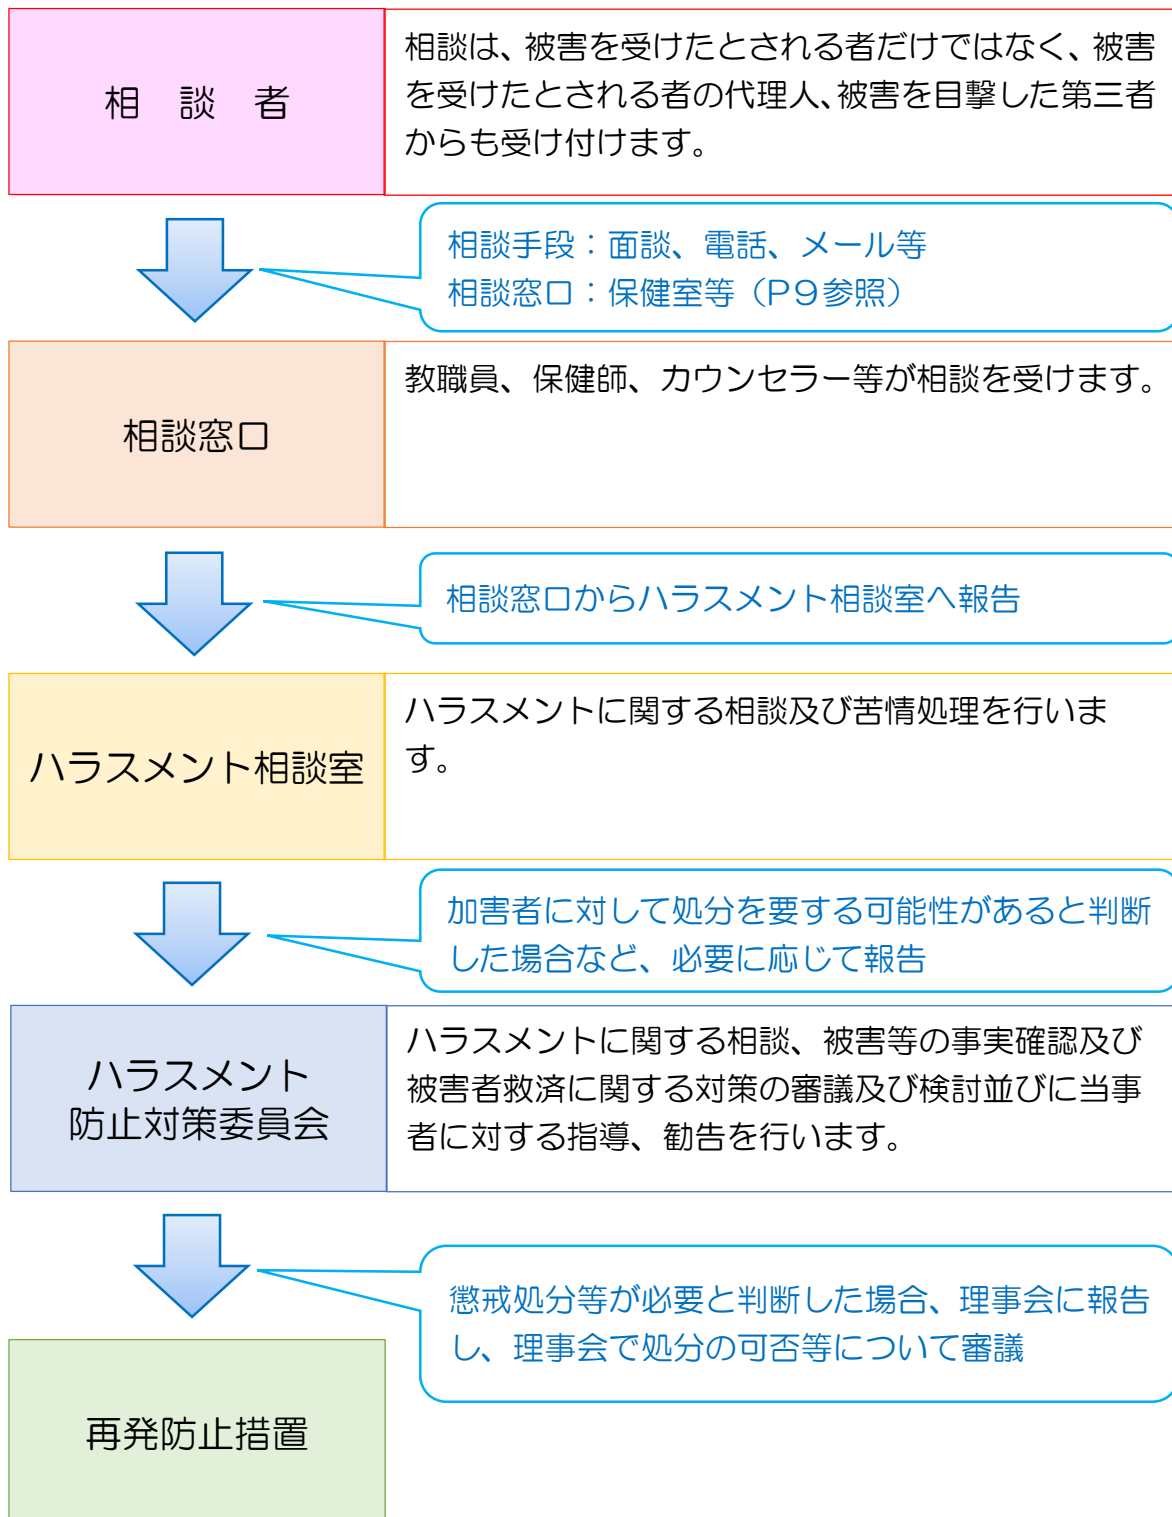 相　談　者
相談は、被害を受けたとされる者だけではなく、被害
を受けたとされる者の代理人、被害を目撃した第三者
からも受け付けます。
相談手段：面談、電話、メール等
相談窓口：保健室等（P９参照）
相談窓口
教職員、保健師、カウンセラー等が相談を受けます。
相談窓口からハラスメント相談室へ報告
ハラスメント相談室
ハラスメントに関する相談及び苦情処理を行いま
す。
加害者に対して処分を要する可能性があると判断
した場合など、必要に応じて報告
ハラスメント
防止対策委員会
ハラスメントに関する相談、被害等の事実確認及び
被害者救済に関する対策の審議及び検討並びに当事
者に対する指導、勧告を行います。
懲戒処分等が必要と判断した場合、理事会に報告
し、理事会で処分の可否等について審議
再発防止措置